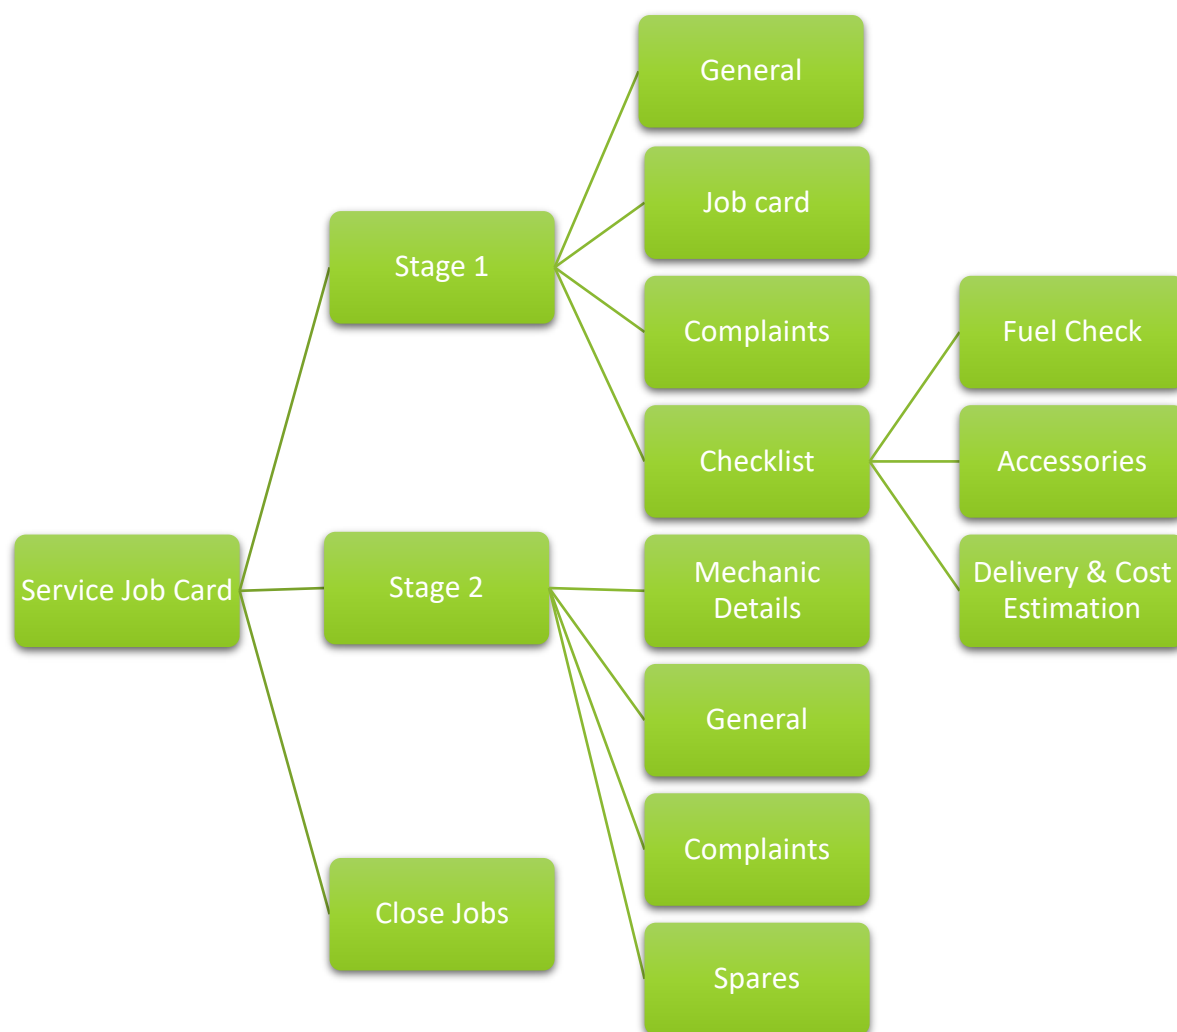 General
Job card
Stage 1
Complaints
Fuel Check
Checklist
Accessories
Service Job Card
Stage 2
Mechanic
Details
Delivery & Cost
Estimation
General
Complaints
Close Jobs
Spares